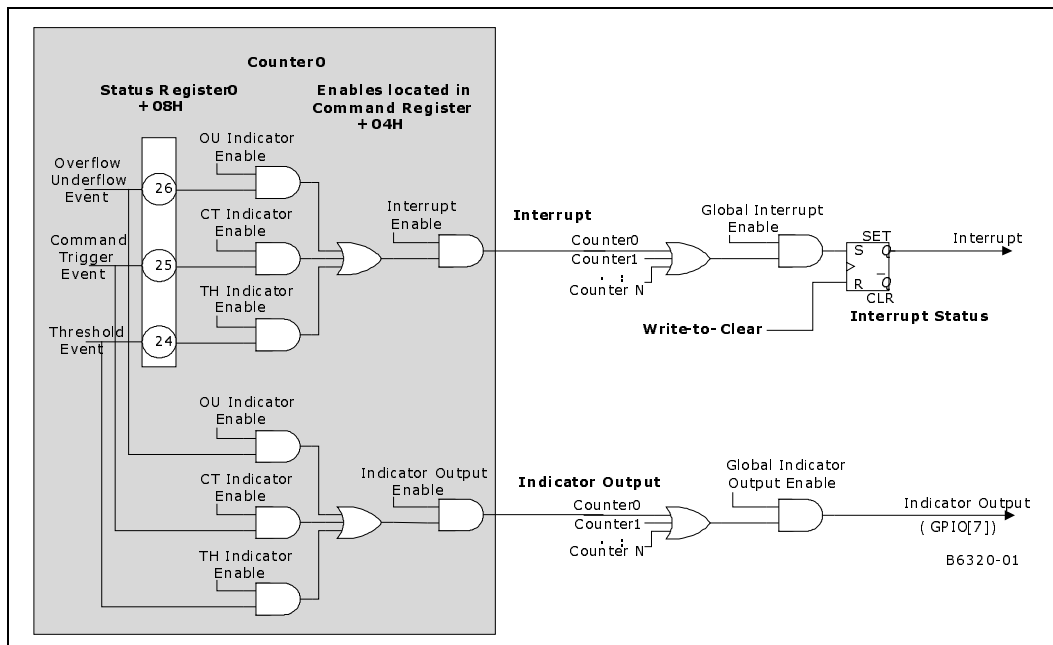 Counter0
Status Register0
+08H
Enables located in
Command Register
+04H
OU Indicator
Enable
Overflow
Underflow
Event
26
CT Indicator
Enable
Command
Trigger
Event
25
TH Indicator
Enable
Threshold
Event
24
Interrupt
Enable
Interrupt
Counter0
Counter1
Counter N
Global Interrupt
Enable
SET
S Q
R Q
CLR
Interrupt
Interrupt Status
Write-to-Clear
OU Indicator
Enable
CT Indicator
Enable
TH Indicator
Enable
Indicator Output
Enable
Indicator Output
Counter0
Counter1
Counter N
Global Indicator
Output Enable
Indicator Output
( GPIO[7])
B6320-01